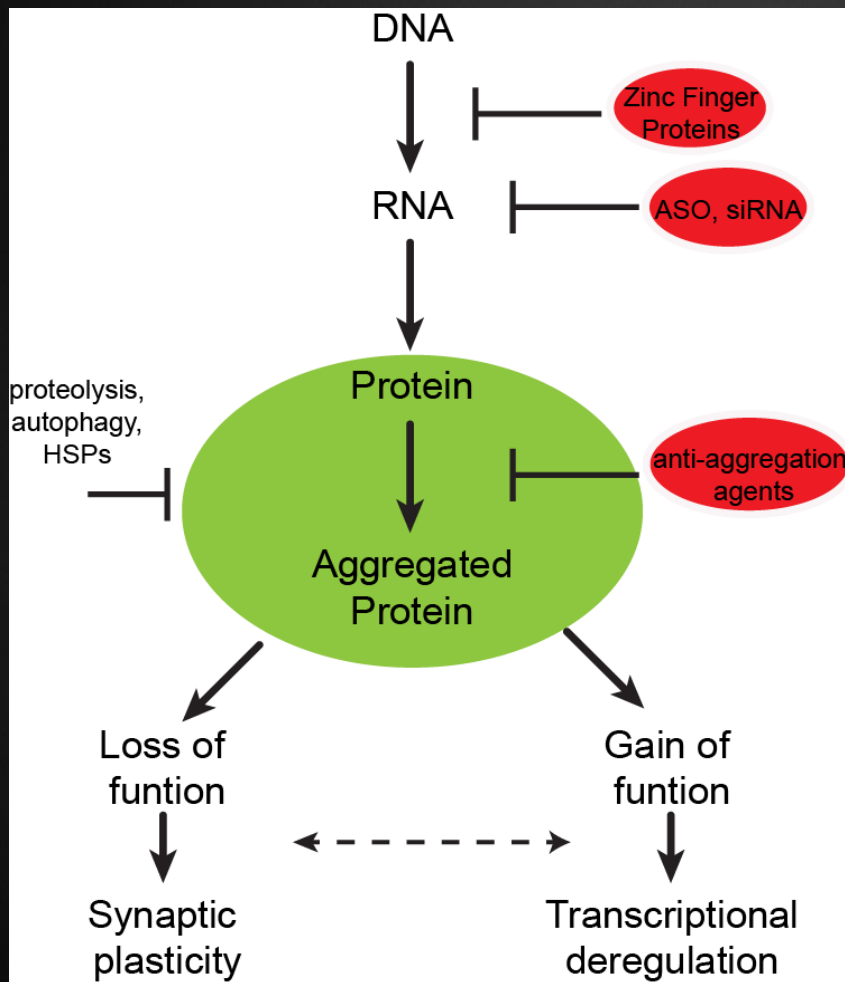 DNA
Zinc Finger
Proteins
RNA
ASO, siRNA
proteolysis,
autophagy,
HSPs
Protein
anti-aggregation
agents
Aggregated
Protein
Loss of
funtion
Gain of
funtion
Synaptic
plasticity
Transcriptional
deregulation